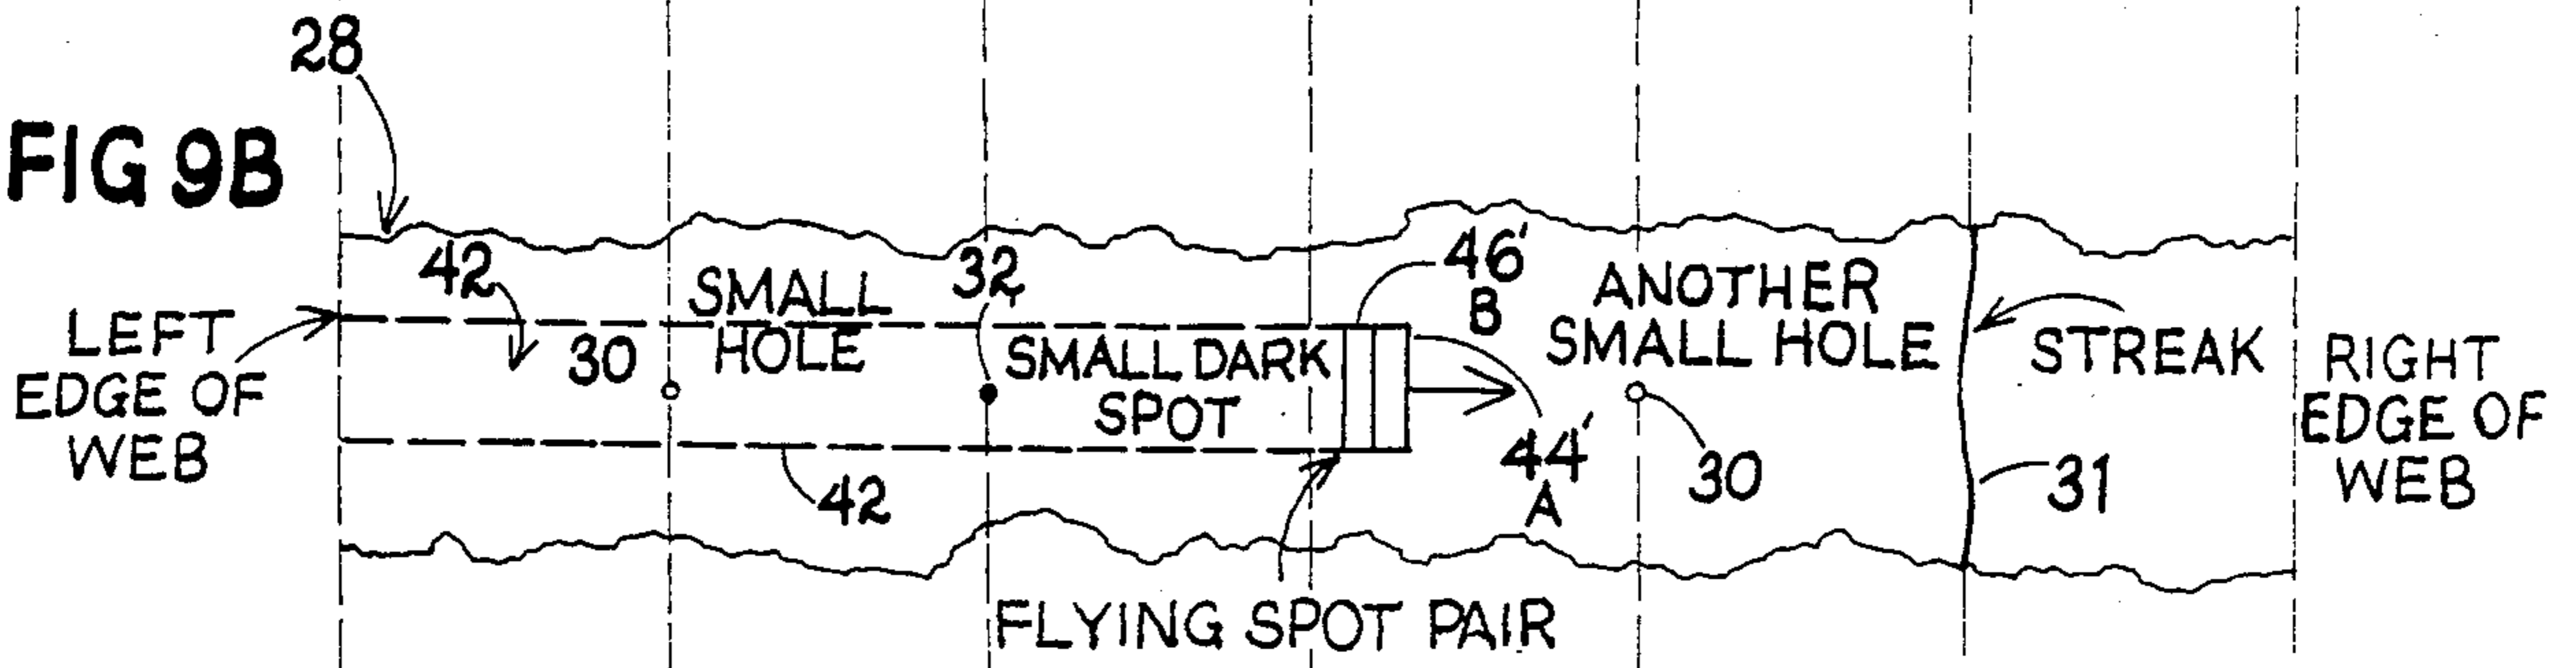 28
FIG 9B
42
SMALL
HOLE
32
46'
B
ANOTHER
SMALL HOLE
LEFT
EDGE OF
WEB
30
SMALL DARK
SPOT
STREAK
RIGHT
EDGE OF
WEB
42
44'
A
30
31
FLYING SPOT PAIR